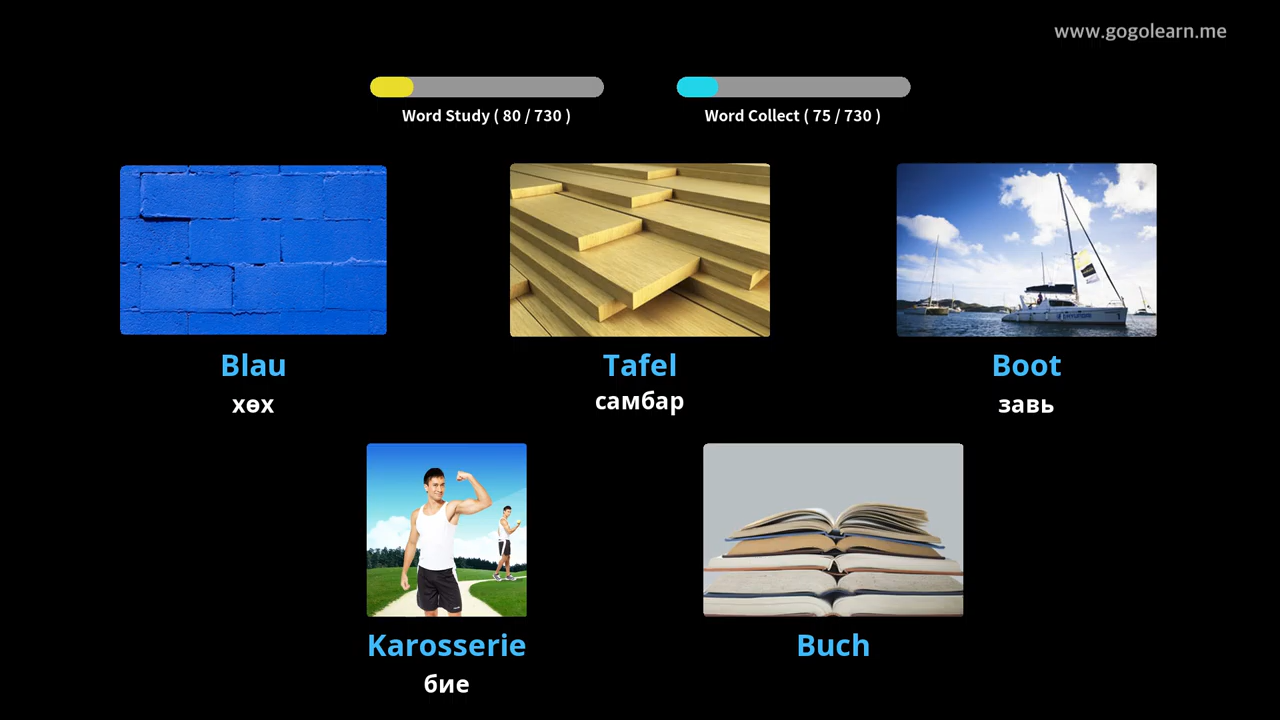 www.gogolearn.me
Word Study ( 80 / 730 )
Word Collect ( 75 / 730 )
Blau
хөх
Tafel
самбар
Boot
завь
Karosserie
бие
Buch